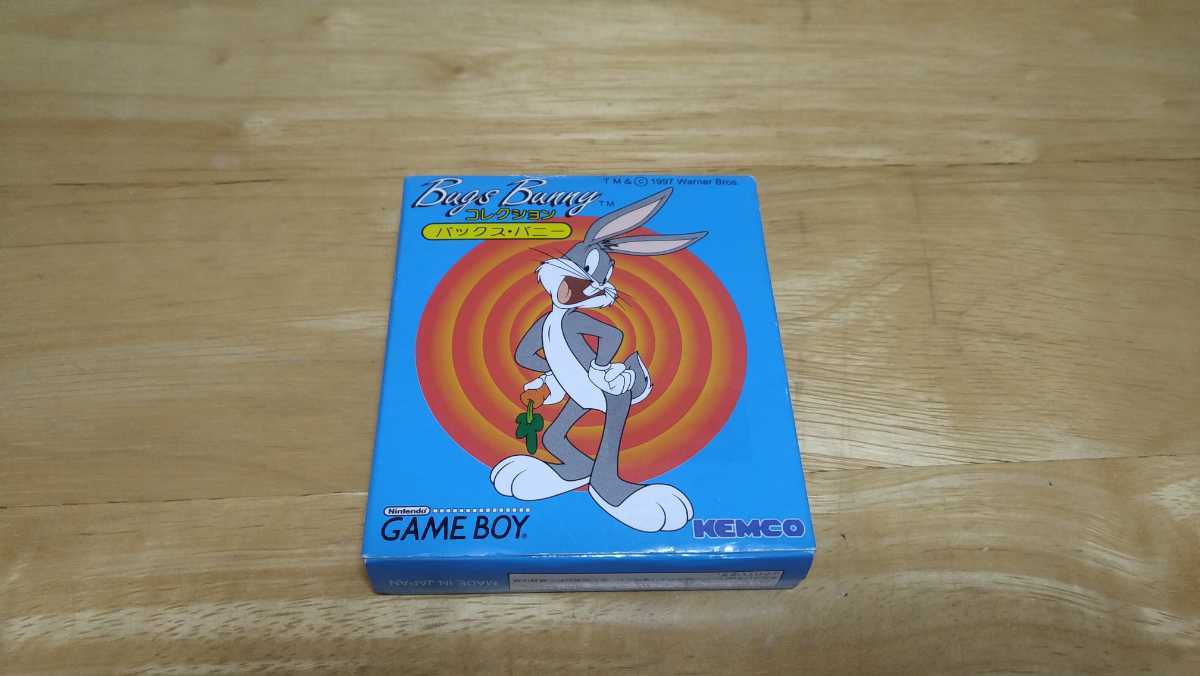 TM & © 1997 Warner Bros.
Bugs Bunny TM
コレクション
バックス・バニー
Nintendo
GAME BOY
KEMCO
MADE IN JAPAN